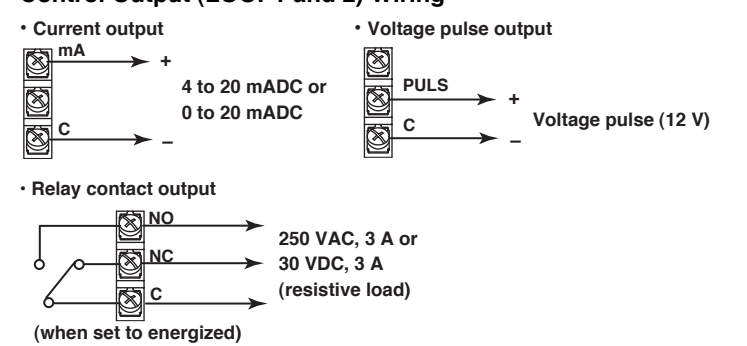 Control Output (LOOP1 and 2) Wiring
・Current output
mA
+
4 to 20 mADC or
0 to 20 mADC
C
–
・Voltage pulse output
PULS
+
Voltage pulse (12 V)
C
–
・Relay contact output
NO
250 VAC, 3 A or
NC
30 VDC, 3 A
(resistive load)
C
(when set to energized)